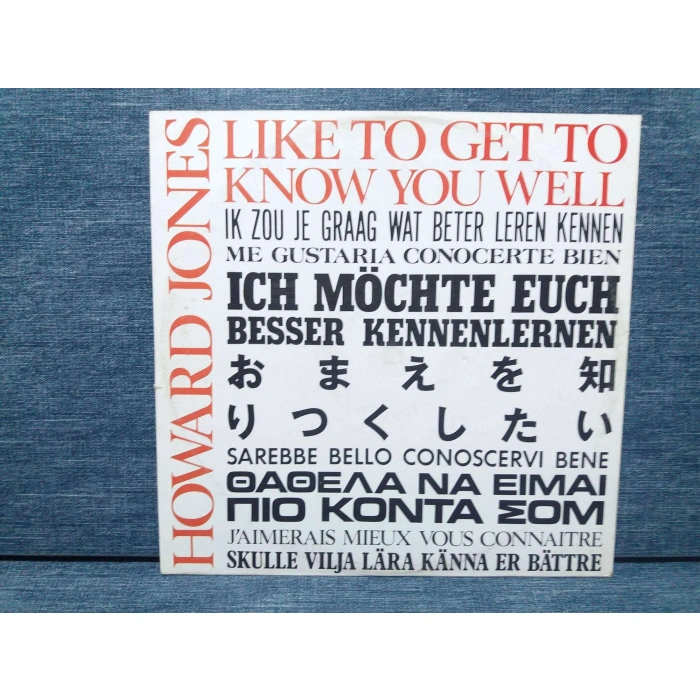 HOWARD JONES
LIKE TO GET TO
KNOW YOU WELL
IK ZOU JE GRAAG WAT BETER LEREN KENNEN
ME GUSTARIA CONOCERTE BIEN
ICH MÖCHTE EUCH
BESSER KENNENLERNEN
おまえを知
りつくしたい
SAREBBE BELLO CONOSCERVI BENE
ΘΑΘΕΛΑ ΝΑ ΕΙΜΑΙ
ΠΙΟ ΚΟΝΤΑ ΣΟΜ
J'AIMERAIS MIEUX VOUS CONNAITRE
SKULLE VILJA LÄRA KÄNNA ER BÄTTRE